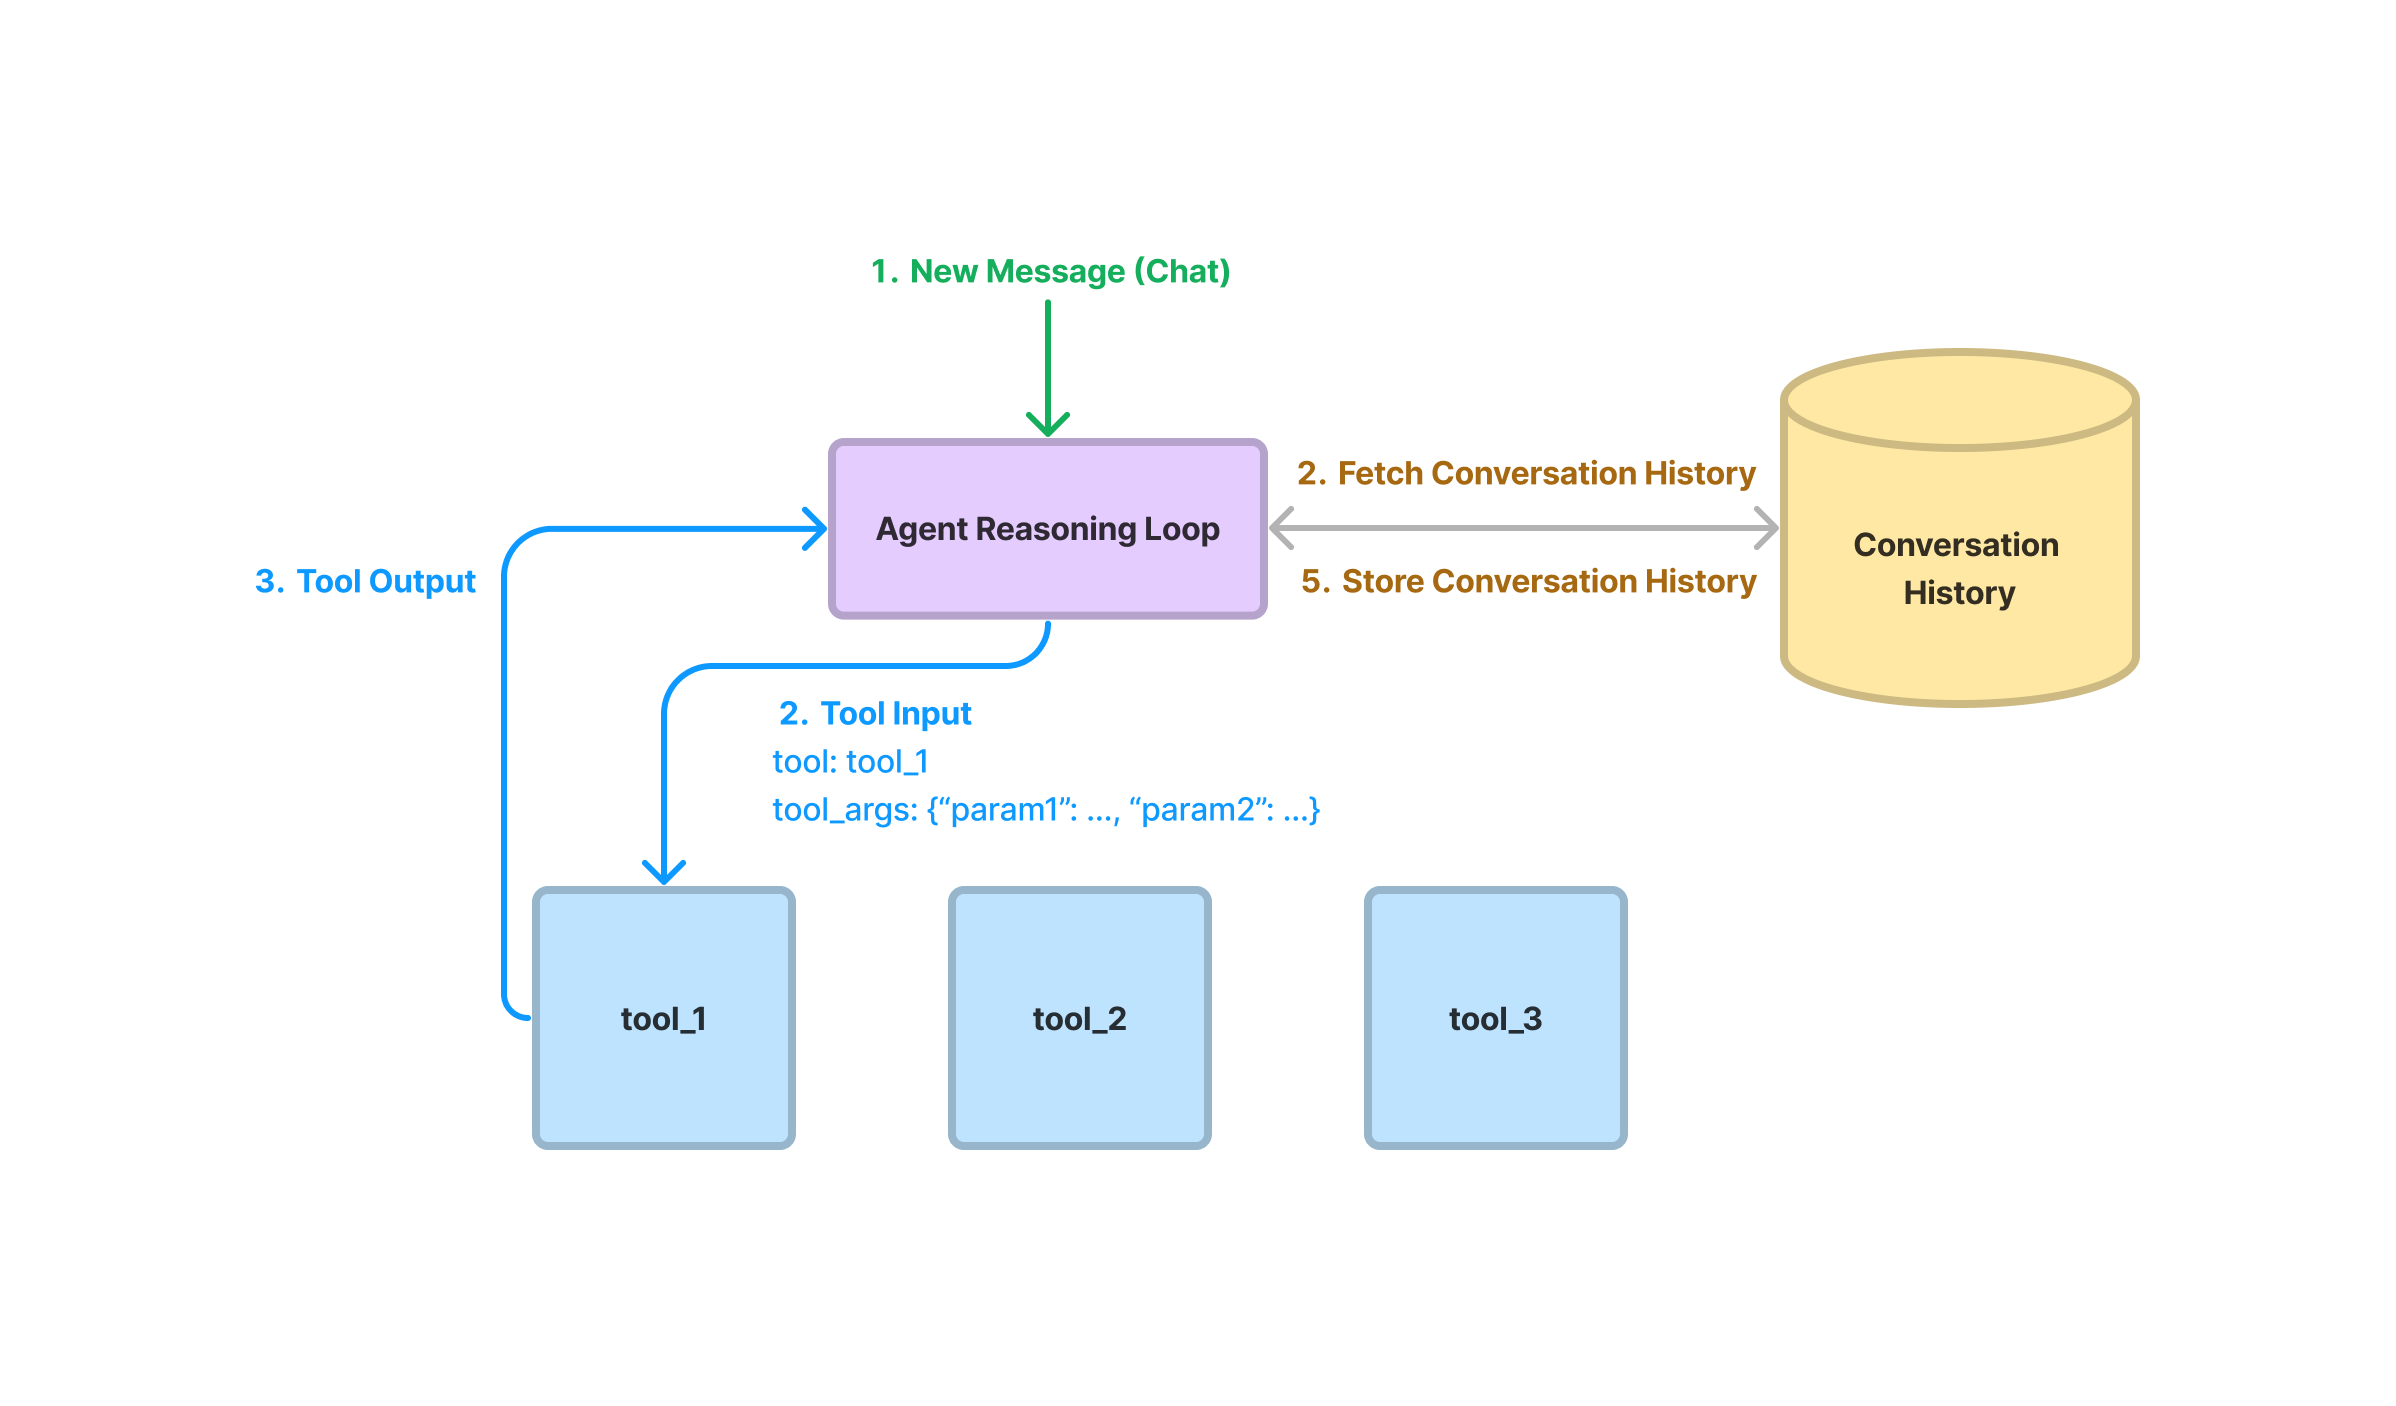 1. New Message (Chat)
2. Fetch Conversation History
Agent Reasoning Loop
Conversation
History
3. Tool Output
5. Store Conversation History
2. Tool Input
tool: tool_1
tool_args: {“param1”: ..., “param2”: ...}
tool_1
tool_2
tool_3